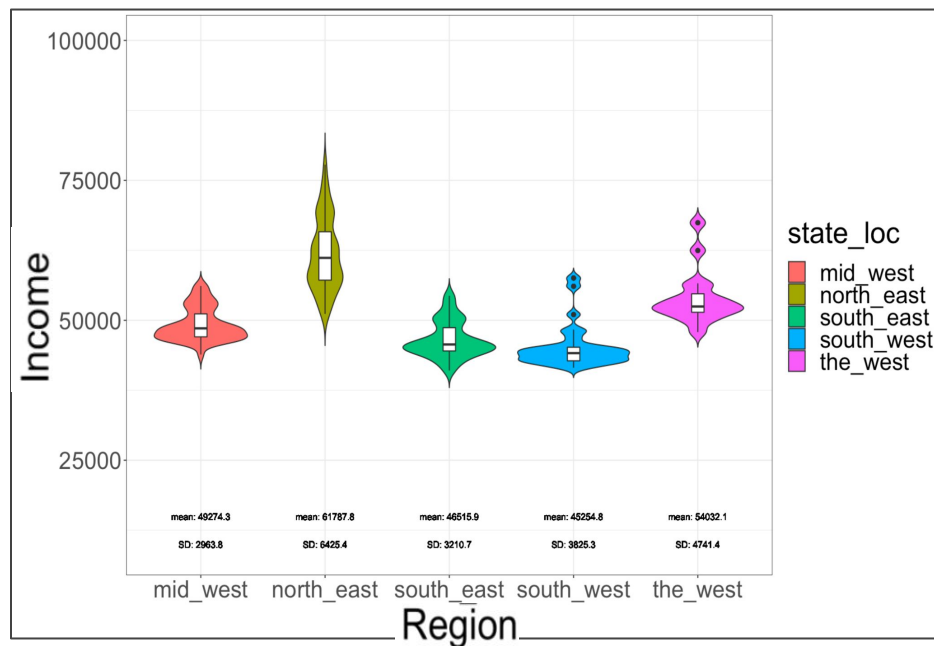 100000
75000
50000
25000
Income
mean: 49274.3 mean: 61787.8 mean: 46515.9 mean: 45254.8 mean: 54032.1
SD: 2963.8 SD: 6425.4 SD: 3210.7 SD: 3825.3 SD: 4741.4
mid_west north_east south_east south_west the_west
Region
state_loc
mid_west
north_east
south_east
south_west
the_west